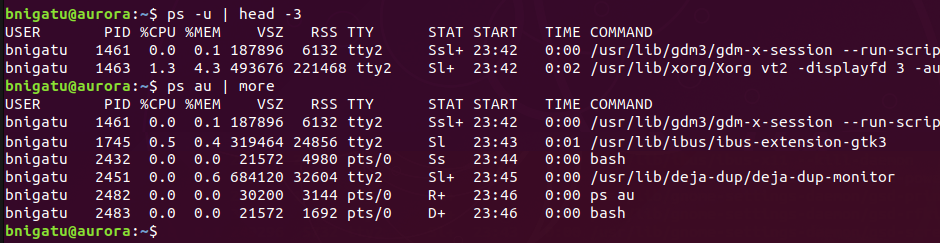 bnigatu@aurora:~$ ps -u | head -3
USER       PID %CPU %MEM    VSZ   RSS TTY      STAT START   TIME COMMAND
bnigatu   1461  0.0  0.1 187896  6132 tty2     Ssl+ 23:42   0:00 /usr/lib/gdm3/gdm-x-session --run-scrip
bnigatu   1463  1.3  4.3 493676 221468 tty2    Sl+  23:42   0:02 /usr/lib/xorg/Xorg vt2 -displayfd 3 -au
bnigatu@aurora:~$ ps au | more
USER       PID %CPU %MEM    VSZ   RSS TTY      STAT START   TIME COMMAND
bnigatu   1461  0.0  0.1 187896  6132 tty2     Ssl+ 23:42   0:00 /usr/lib/gdm3/gdm-x-session --run-scrip
bnigatu   1745  0.5  0.4 319464 24856 tty2     Sl   23:43   0:01 /usr/lib/ibus/ibus-extension-gtk3
bnigatu   2432  0.0  0.0  21572  4980 pts/0    Ss   23:44   0:00 bash
bnigatu   2451  0.0  0.6 684120 32604 tty2     Sl+  23:45   0:00 /usr/lib/deja-dup/deja-dup-monitor
bnigatu   2482  0.0  0.0  30200  3144 pts/0    R+   23:46   0:00 ps au
bnigatu   2483  0.0  0.0  21572  1692 pts/0    D+   23:46   0:00 bash
bnigatu@aurora:~$